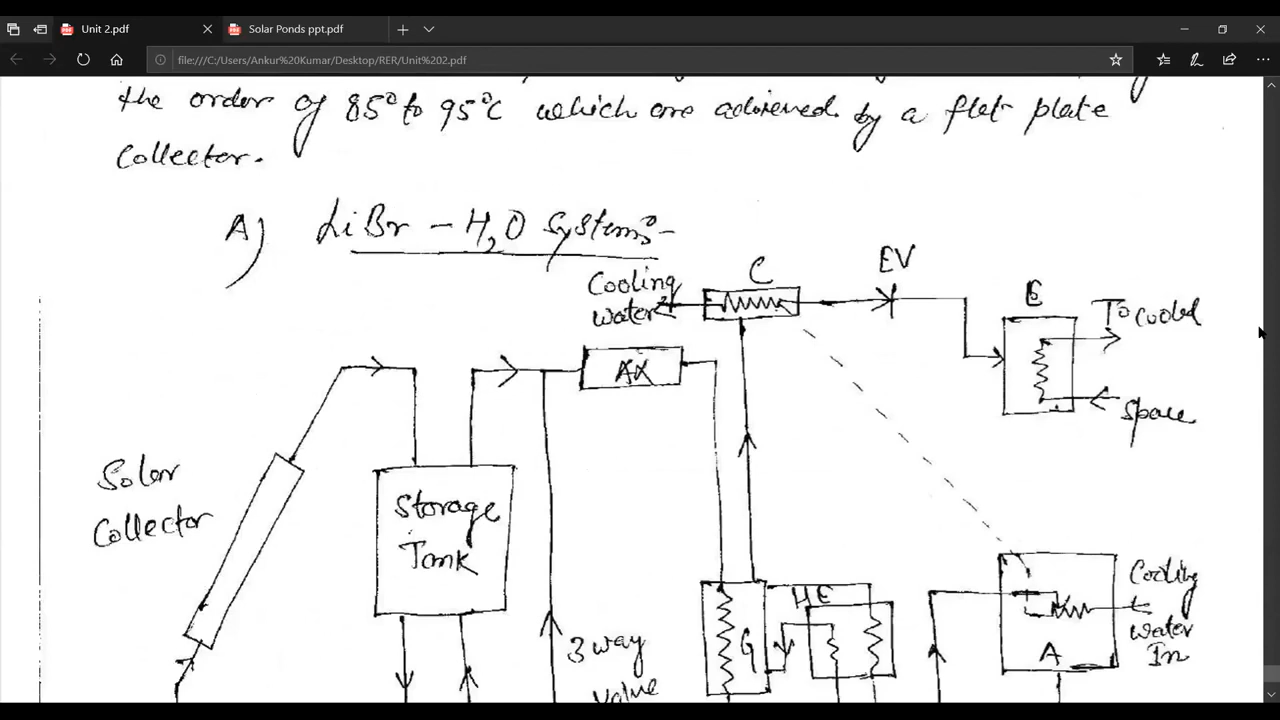 Unit 2.pdf
Solar Ponds ppt.pdf
file:///C:/Users/Ankur%20Kumar/Desktop/RER/Unit%202.pdf
the order of 85° to 95°C which are achieved by a flat plate
collector.
A) LiBr - H2O Systems:-
Cooling
water
C
EV
E
To cooled
space
AX
Solar
Collector
Storage
Tank
3 way
valve
G
HE
A
Cooling
water
In